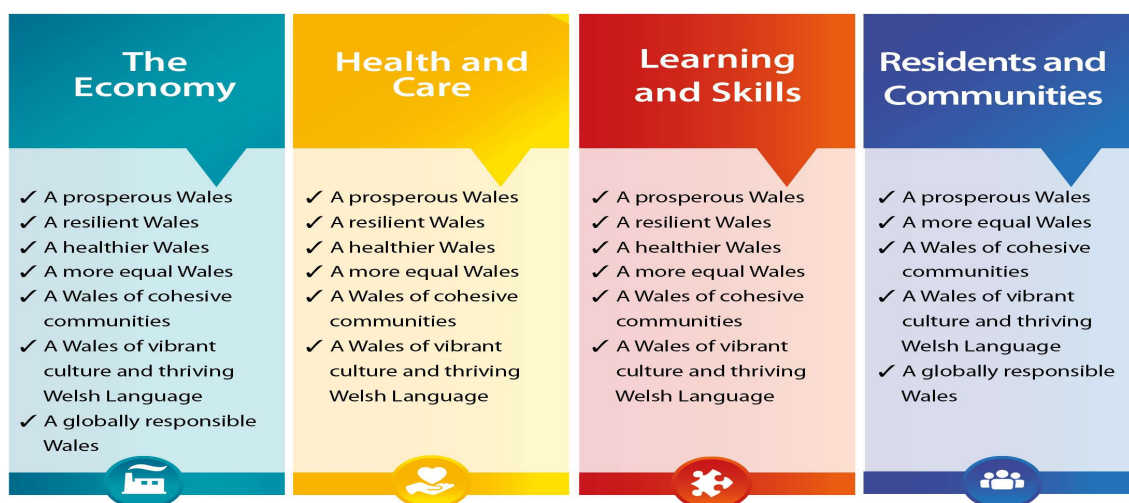 The
Economy
✓ A prosperous Wales
✓ A resilient Wales
✓ A healthier Wales
✓ A more equal Wales
✓ A Wales of cohesive
communities
✓ A Wales of vibrant
culture and thriving
Welsh Language
✓ A globally responsible
Wales
Health and
Care
✓ A prosperous Wales
✓ A resilient Wales
✓ A healthier Wales
✓ A more equal Wales
✓ A Wales of cohesive
communities
✓ A Wales of vibrant
culture and thriving
Welsh Language
Learning
and Skills
✓ A prosperous Wales
✓ A resilient Wales
✓ A healthier Wales
✓ A more equal Wales
✓ A Wales of cohesive
communities
✓ A Wales of vibrant
culture and thriving
Welsh Language
Residents and
Communities
✓ A prosperous Wales
✓ A more equal Wales
✓ A Wales of cohesive
communities
✓ A Wales of vibrant
culture and thriving
Welsh Language
✓ A globally responsible
Wales